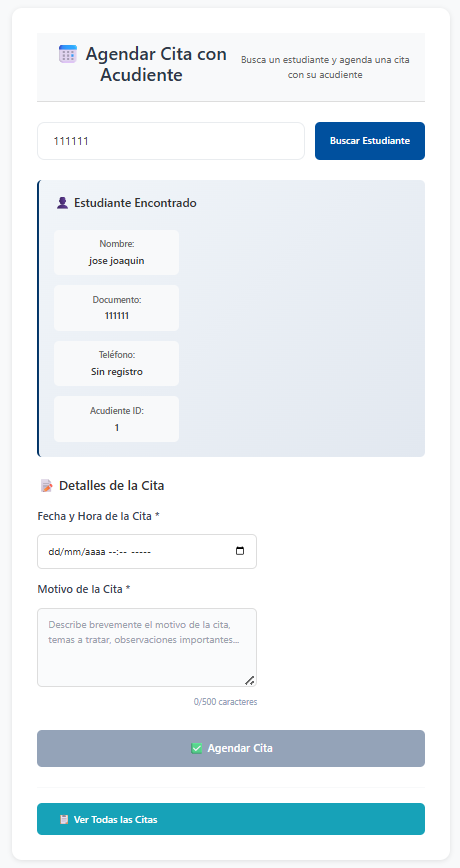 Agendar Cita con
Acudiente
Busca un estudiante y agenda una cita
con su acudiente
111111
Buscar Estudiante
Estudiante Encontrado
Nombre:
jose joaquin
Documento:
111111
Teléfono:
Sin registro
Acudiente ID:
1
Detalles de la Cita
Fecha y Hora de la Cita *
dd/mm/aaaa --:-- -----
Motivo de la Cita *
Describe brevemente el motivo de la cita,
temas a tratar, observaciones importantes...
0/500 caracteres
Agendar Cita
Ver Todas las Citas